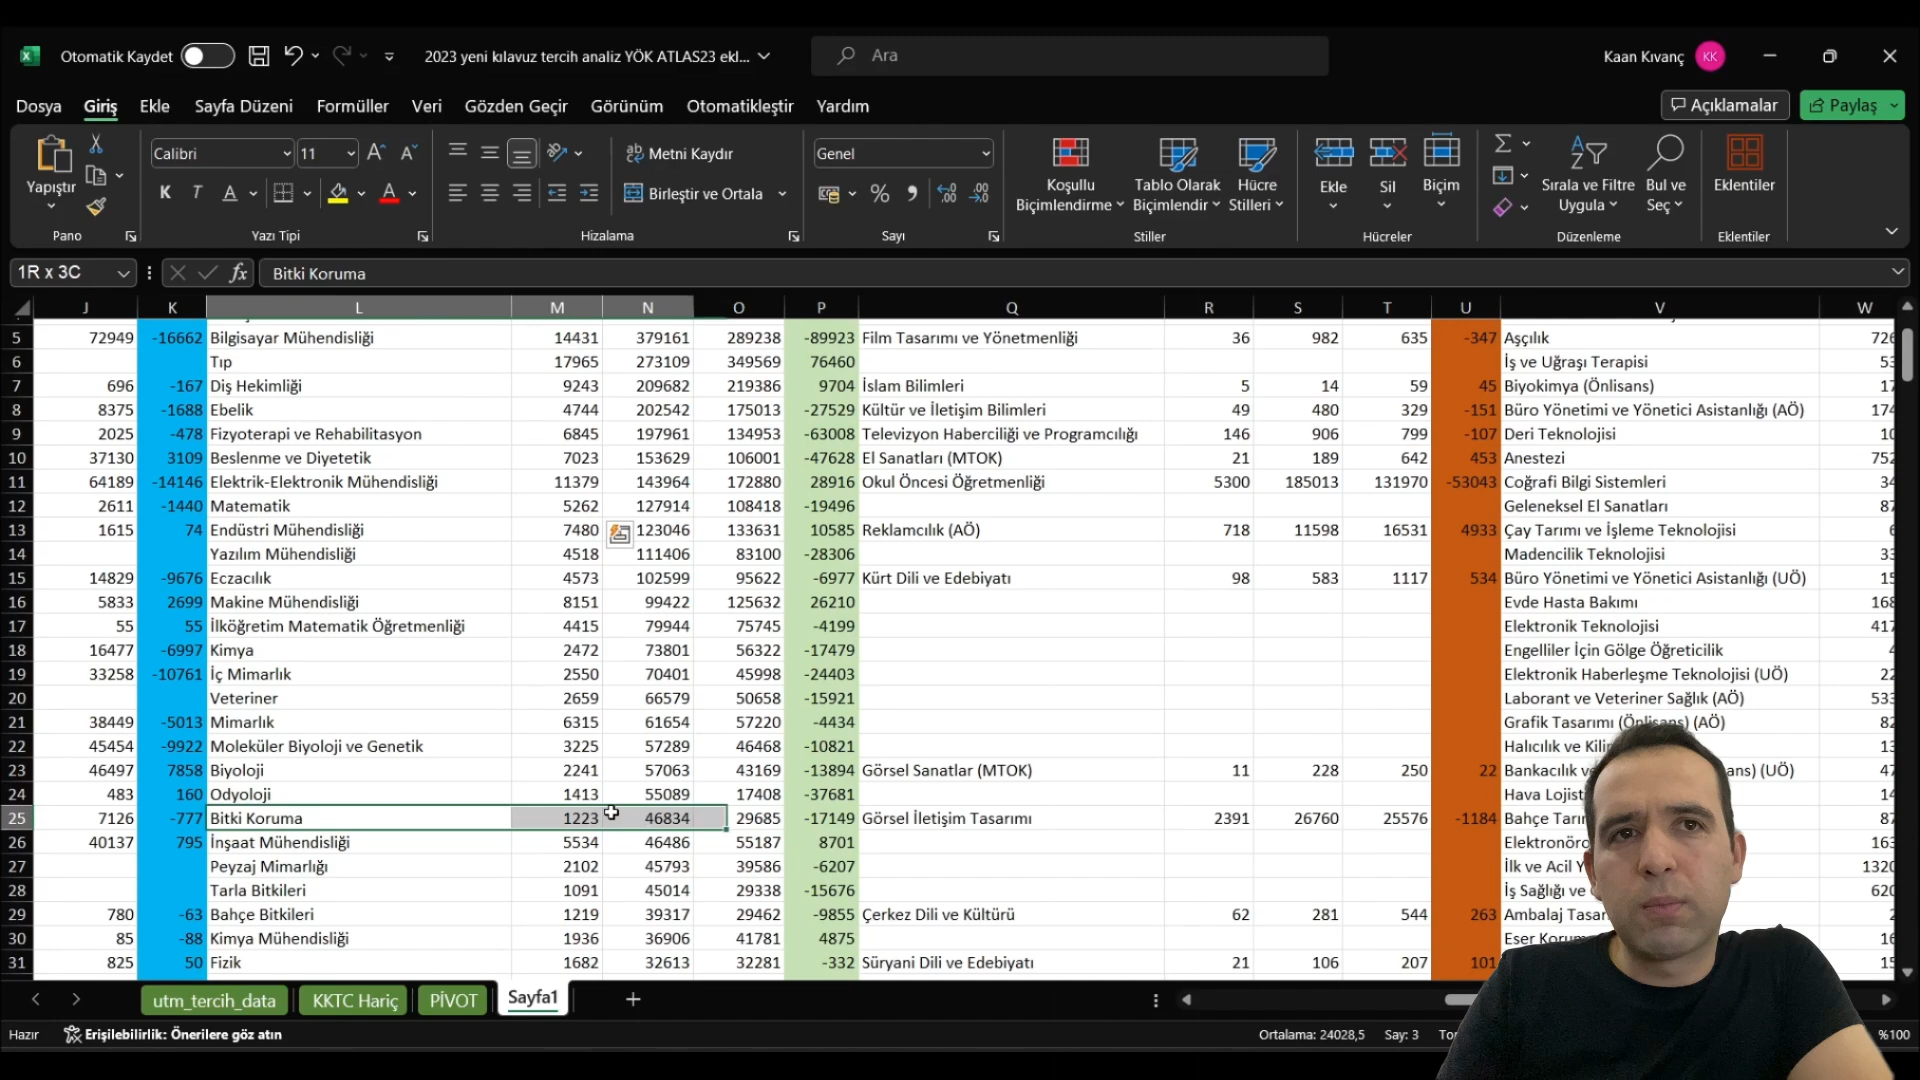 Otomatik Kaydet 2023 yeni kılavuz tercih analiz YÖK ATLAS23 ekl... Ara Kaan Kıvanç KK
Dosya Giriş Ekle Sayfa Düzeni Formüller Veri Gözden Geçir Görünüm Otomatikleştir Yardım Açıklamalar Paylaş
Yapıştır Calibri 11 Metni Kaydır Genel Koşullu Biçimlendirme Tablo Olarak Biçimlendir Hücre Stilleri Ekle Sil Biçim Sırala ve Filtre Uygula Bul ve Seç Eklentiler
K T A A Birleştir ve Ortala
Pano Yazı Tipi Hizalama Sayı Stiller Hücreler Düzenleme Eklentiler
1R x 3C fx Bitki Koruma
J K L M N O P Q R S T U V W
5 72949 -16662 Bilgisayar Mühendisliği 14431 379161 289238 -89923 Film Tasarımı ve Yönetmenliği 36 982 635 -347 Aşçılık 726
6 Tıp 17965 273109 349569 76460 İş ve Uğraşı Terapisi 53
7 696 -167 Diş Hekimliği 9243 209682 219386 9704 İslam Bilimleri 5 14 59 45 Biyokimya (Önlisans) 17
8 8375 -1688 Ebelik 4744 202542 175013 -27529 Kültür ve İletişim Bilimleri 49 480 329 -151 Büro Yönetimi ve Yönetici Asistanlığı (AÖ) 174
9 2025 -478 Fizyoterapi ve Rehabilitasyon 6845 197961 134953 -63008 Televizyon Haberciliği ve Programcılığı 146 906 799 -107 Deri Teknolojisi 10
10 37130 3109 Beslenme ve Diyetetik 7023 153629 106001 -47628 El Sanatları (MTOK) 21 189 642 453 Anestezi 752
11 64189 -14146 Elektrik-Elektronik Mühendisliği 11379 143964 172880 28916 Okul Öncesi Öğretmenliği 5300 185013 131970 -53043 Coğrafi Bilgi Sistemleri 34
12 2611 -1440 Matematik 5262 127914 108418 -19496 Geleneksel El Sanatları 87
13 1615 74 Endüstri Mühendisliği 7480 123046 133631 10585 Reklamcılık (AÖ) 718 11598 16531 4933 Çay Tarımı ve İşleme Teknolojisi 6
14 Yazılım Mühendisliği 4518 111406 83100 -28306 Madencilik Teknolojisi 33
15 14829 -9676 Eczacılık 4573 102599 95622 -6977 Kürt Dili ve Edebiyatı 98 583 1117 534 Büro Yönetimi ve Yönetici Asistanlığı (UÖ) 15
16 5833 2699 Makine Mühendisliği 8151 99422 125632 26210 Evde Hasta Bakımı 168
17 55 55 İlköğretim Matematik Öğretmenliği 4415 79944 75745 -4199 Elektronik Teknolojisi 417
18 16477 -6997 Kimya 2472 73801 56322 -17479 Engelliler İçin Gölge Öğreticilik 4
19 33258 -10761 İç Mimarlık 2550 70401 45998 -24403 Elektronik Haberleşme Teknolojisi (UÖ) 22
20 Veteriner 2659 66579 50658 -15921 Laborant ve Veteriner Sağlık (AÖ) 533
21 38449 -5013 Mimarlık 6315 61654 57220 -4434 Grafik Tasarımı (Önlisans) (AÖ) 82
22 45454 -9922 Moleküler Biyoloji ve Genetik 3225 57289 46468 -10821 Halıcılık ve Kili 13
23 46497 7858 Biyoloji 2241 57063 43169 -13894 Görsel Sanatlar (MTOK) 11 228 250 22 Bankacılık ve ans) (UÖ) 47
24 483 160 Odyoloji 1413 55089 17408 -37681 Hava Lojist 14
25 7126 -777 Bitki Koruma 1223 46834 29685 -17149 Görsel İletişim Tasarımı 2391 26760 25576 -1184 Bahçe Tarı 87
26 40137 795 İnşaat Mühendisliği 5534 46486 55187 8701 Elektronöro 163
27 Peyzaj Mimarlığı 2102 45793 39586 -6207 İlk ve Acil Y 1320
28 Tarla Bitkileri 1091 45014 29338 -15676 İş Sağlığı ve 620
29 780 -63 Bahçe Bitkileri 1219 39317 29462 -9855 Çerkez Dili ve Kültürü 62 281 544 263 Ambalaj Tasar 2
30 85 -88 Kimya Mühendisliği 1936 36906 41781 4875 Eser Korum 16
31 825 50 Fizik 1682 32613 32281 -332 Süryani Dili ve Edebiyatı 21 106 207 101 15
utm_tercih_data KKTC Hariç PİVOT Sayfa1
Hazır Erişilebilirlik: Önerilere göz atın Ortalama: 24028,5 Say: 3 %100